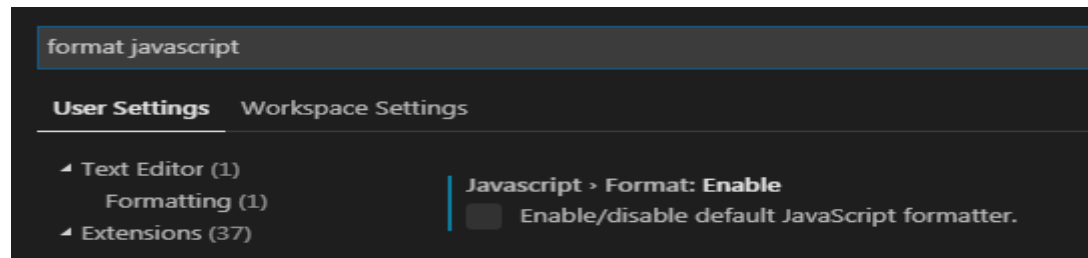 format javascript
User Settings Workspace Settings
Text Editor (1)
Formatting (1)
Extensions (37)
Javascript › Format: Enable
Enable/disable default JavaScript formatter.